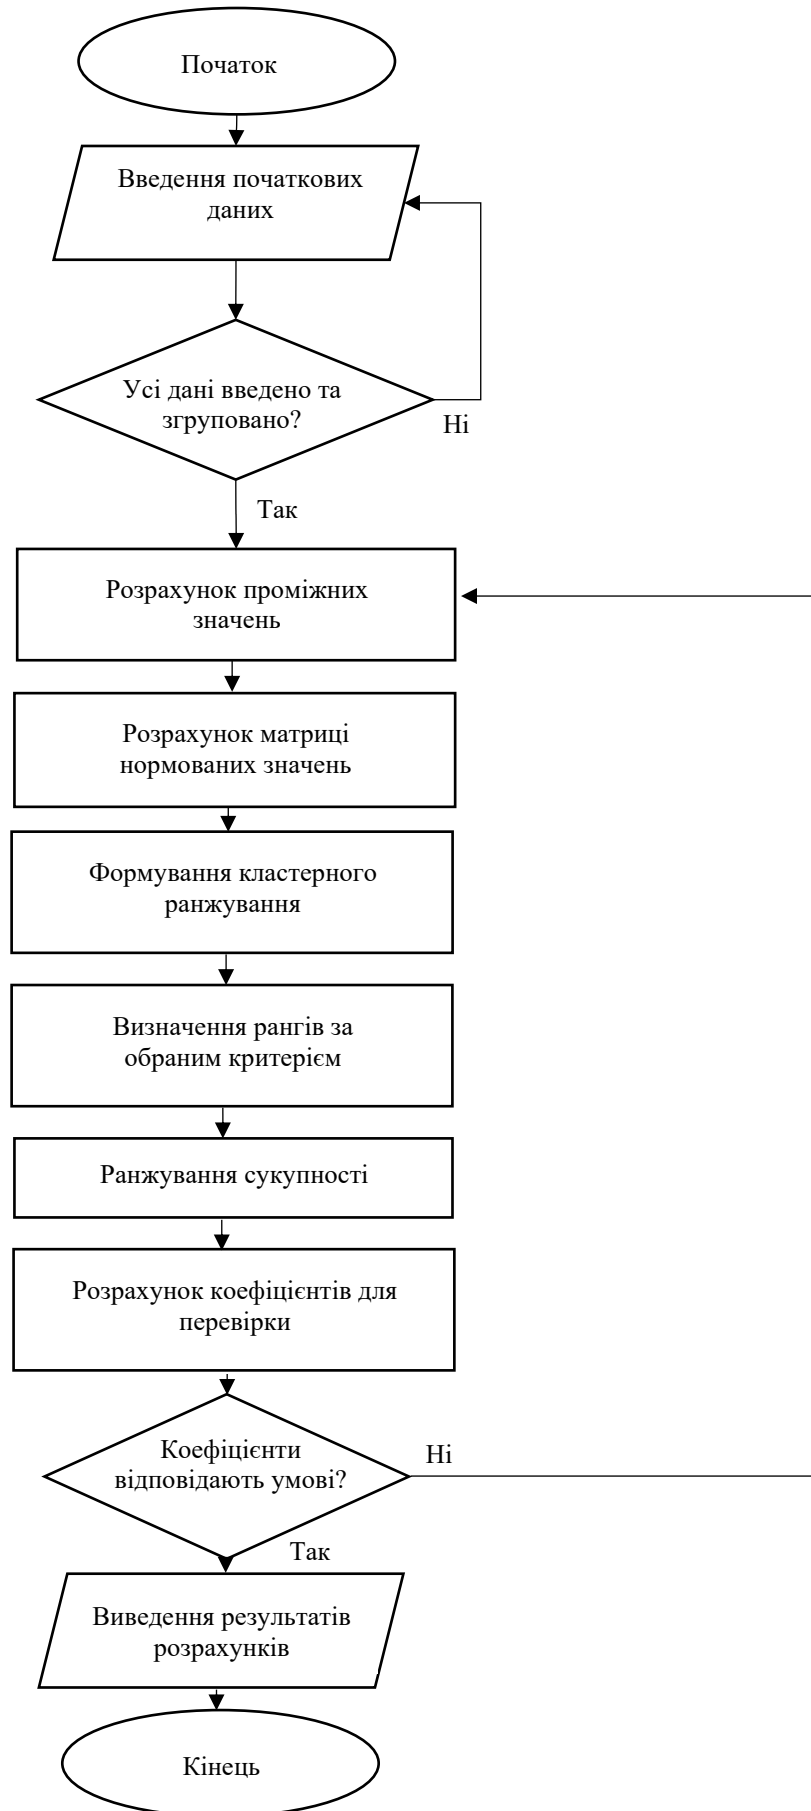 Початок
Введення початкових
даних
Усі дані введено та
згруповано?
Ні
Так
Розрахунок проміжних
значень
Розрахунок матриці
нормованих значень
Формування кластерного
ранжування
Визначення рангів за
обраним критерієм
Ранжування сукупності
Розрахунок коефіцієнтів для
перевірки
Коефіцієнти
відповідають умові?
Ні
Так
Виведення результатів
розрахунків
Кінець